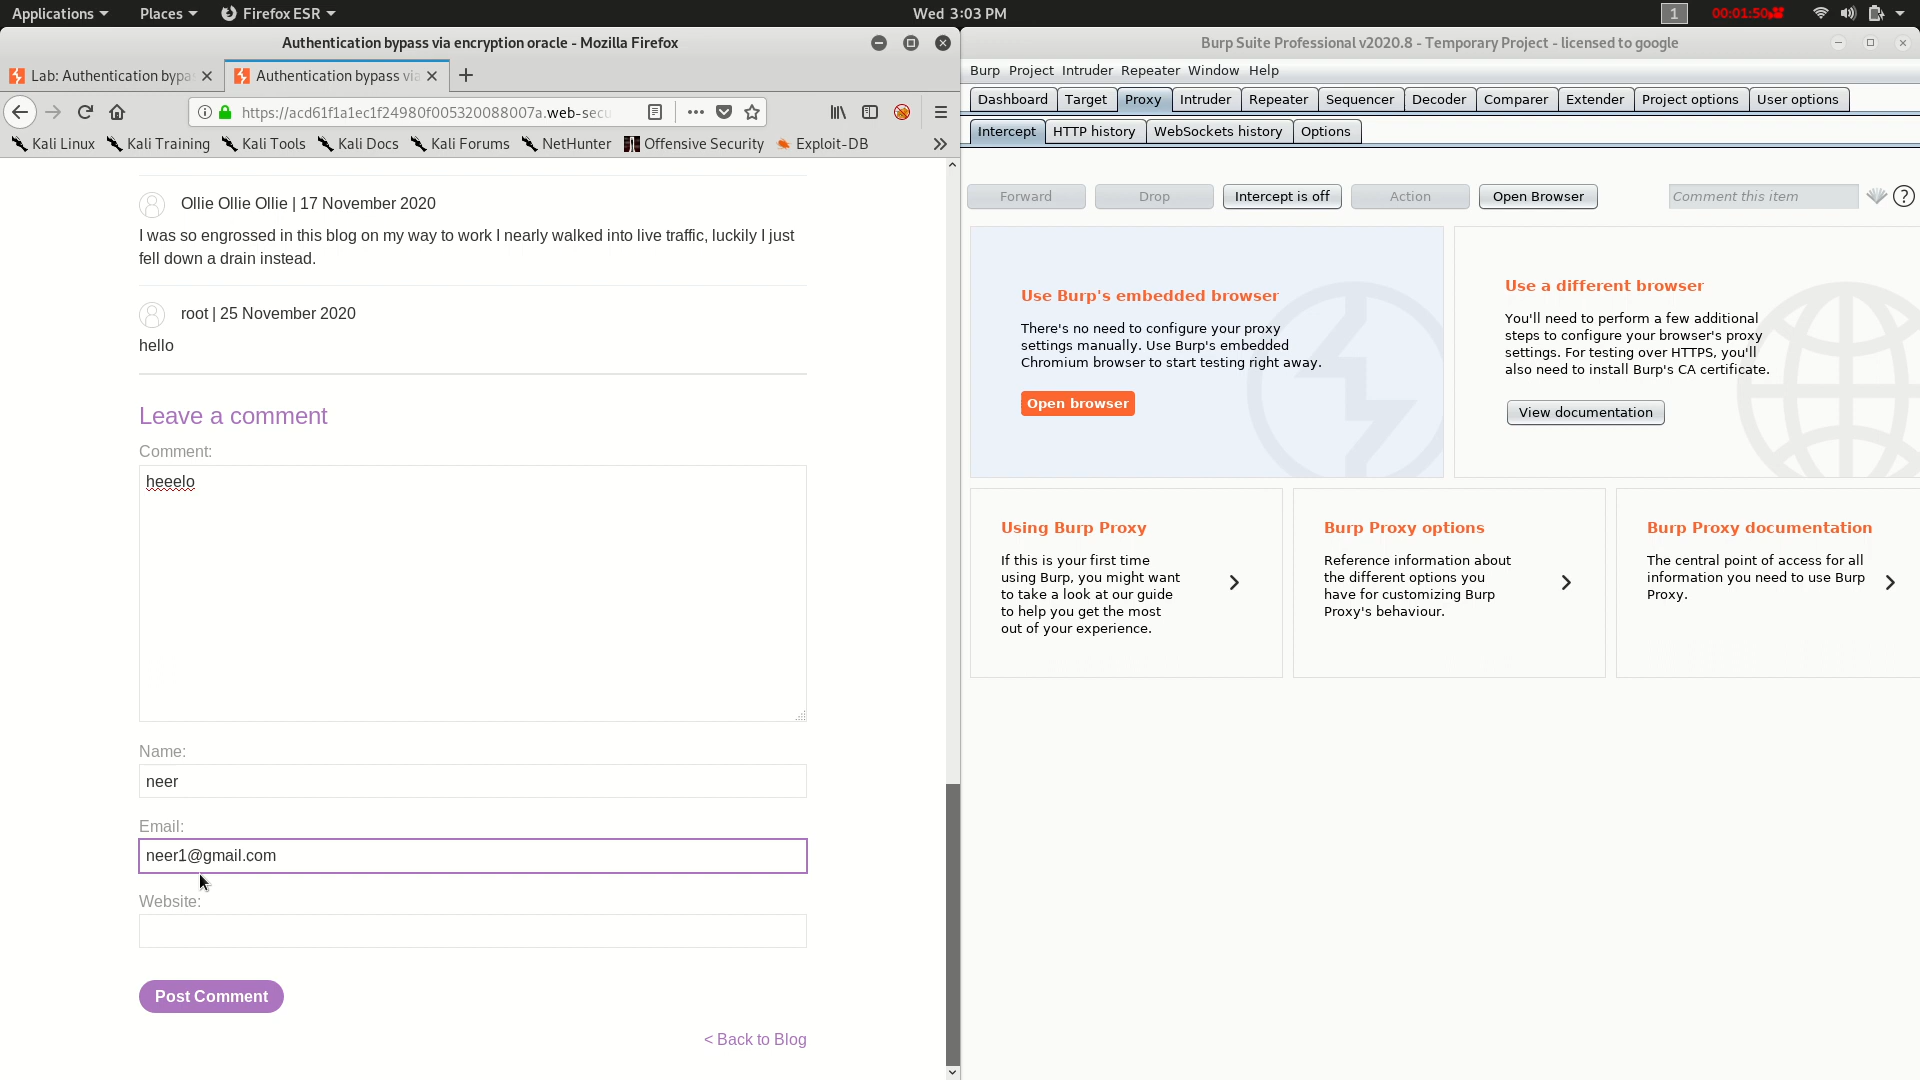 Applications Places Firefox ESR Wed 3:03 PM 1 00:01:50
Authentication bypass via encryption oracle - Mozilla Firefox
Lab: Authentication bypa
Authentication bypass via
https://acd61f1a1ec1f24980f005320088007a.web-secu
Kali Linux Kali Training Kali Tools Kali Docs Kali Forums NetHunter Offensive Security Exploit-DB
Ollie Ollie Ollie | 17 November 2020
I was so engrossed in this blog on my way to work I nearly walked into live traffic, luckily I just
fell down a drain instead.
root | 25 November 2020
hello
Leave a comment
Comment:
heeelo
Name:
neer
Email:
neer1@gmail.com
Website:
Post Comment
< Back to Blog
Burp Suite Professional v2020.8 - Temporary Project - licensed to google
Burp Project Intruder Repeater Window Help
Dashboard Target Proxy Intruder Repeater Sequencer Decoder Comparer Extender Project options User options
Intercept HTTP history WebSockets history Options
Forward Drop Intercept is off Action Open Browser Comment this item ?
Use Burp's embedded browser
There's no need to configure your proxy
settings manually. Use Burp's embedded
Chromium browser to start testing right away.
Open browser
Use a different browser
You'll need to perform a few additional
steps to configure your browser's proxy
settings. For testing over HTTPS, you'll
also need to install Burp's CA certificate.
View documentation
Using Burp Proxy
If this is your first time
using Burp, you might want
to take a look at our guide
to help you get the most
out of your experience.
Burp Proxy options
Reference information about
the different options you
have for customizing Burp
Proxy's behaviour.
Burp Proxy documentation
The central point of access for all
information you need to use Burp
Proxy.